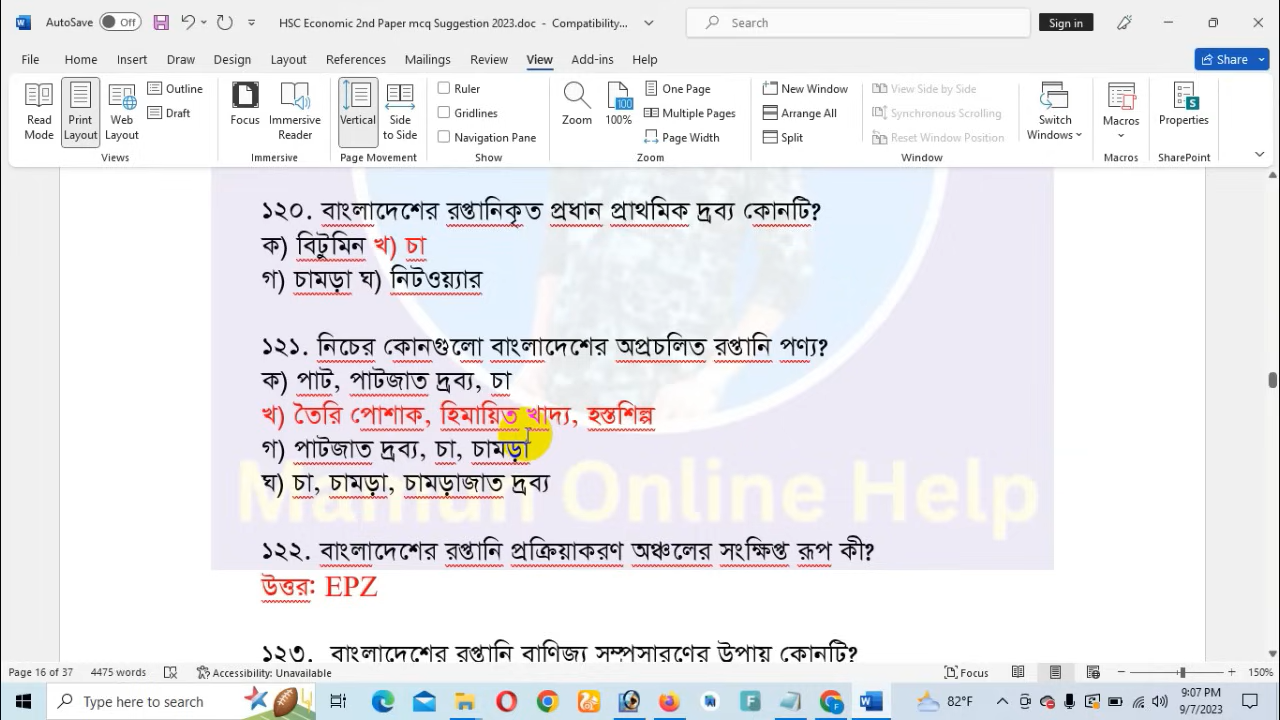 AutoSave Off HSC Economic 2nd Paper mcq Suggestion 2023.doc - Compatibility... Search Sign in
File Home Insert Draw Design Layout References Mailings Review View Add-ins Help Share
Read Mode Print Layout Web Layout Outline Draft Focus Immersive Reader Vertical Side to Side Ruler Gridlines Navigation Pane Zoom 100 100% One Page Multiple Pages Page Width New Window Arrange All Split View Side by Side Synchronous Scrolling Reset Window Position Switch Windows Macros Properties
Views Immersive Page Movement Show Zoom Window Macros SharePoint
১২০. বাংলাদেশের রপ্তানিকৃত প্রধান প্রাথমিক দ্রব্য কোনটি?
ক) বিটুমিন খ) চা
গ) চামড়া ঘ) নিটওয়্যার
১২১. নিচের কোনগুলো বাংলাদেশের অপ্রচলিত রপ্তানি পণ্য?
ক) পাট, পাটজাত দ্রব্য, চা
খ) তৈরি পোশাক, হিমায়িত খাদ্য, হস্তশিল্প
গ) পাটজাত দ্রব্য, চা, চামড়া
ঘ) চা, চামড়া, চামড়াজাত দ্রব্য
Mamun Online Help
১২২. বাংলাদেশের রপ্তানি প্রক্রিয়াকরণ অঞ্চলের সংক্ষিপ্ত রূপ কী?
উত্তর: EPZ
১২৩. বাংলাদেশের রপ্তানি বাণিজ্য সম্প্রসারণের উপায় কোনটি?
Page 16 of 37 4475 words Accessibility: Unavailable Focus 150%
Type here to search 82°F 9:07 PM
9/7/2023